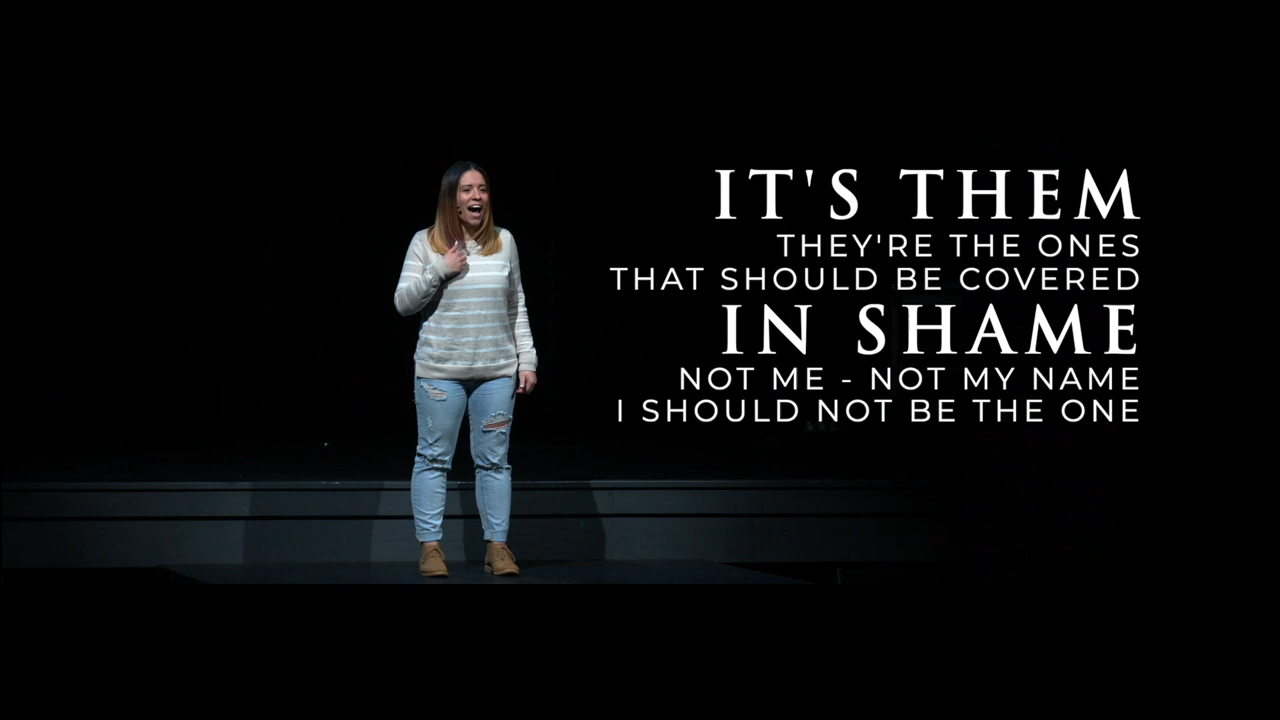 IT'S THEM
THEY'RE THE ONES
THAT SHOULD BE COVERED
IN SHAME
NOT ME - NOT MY NAME
I SHOULD NOT BE THE ONE